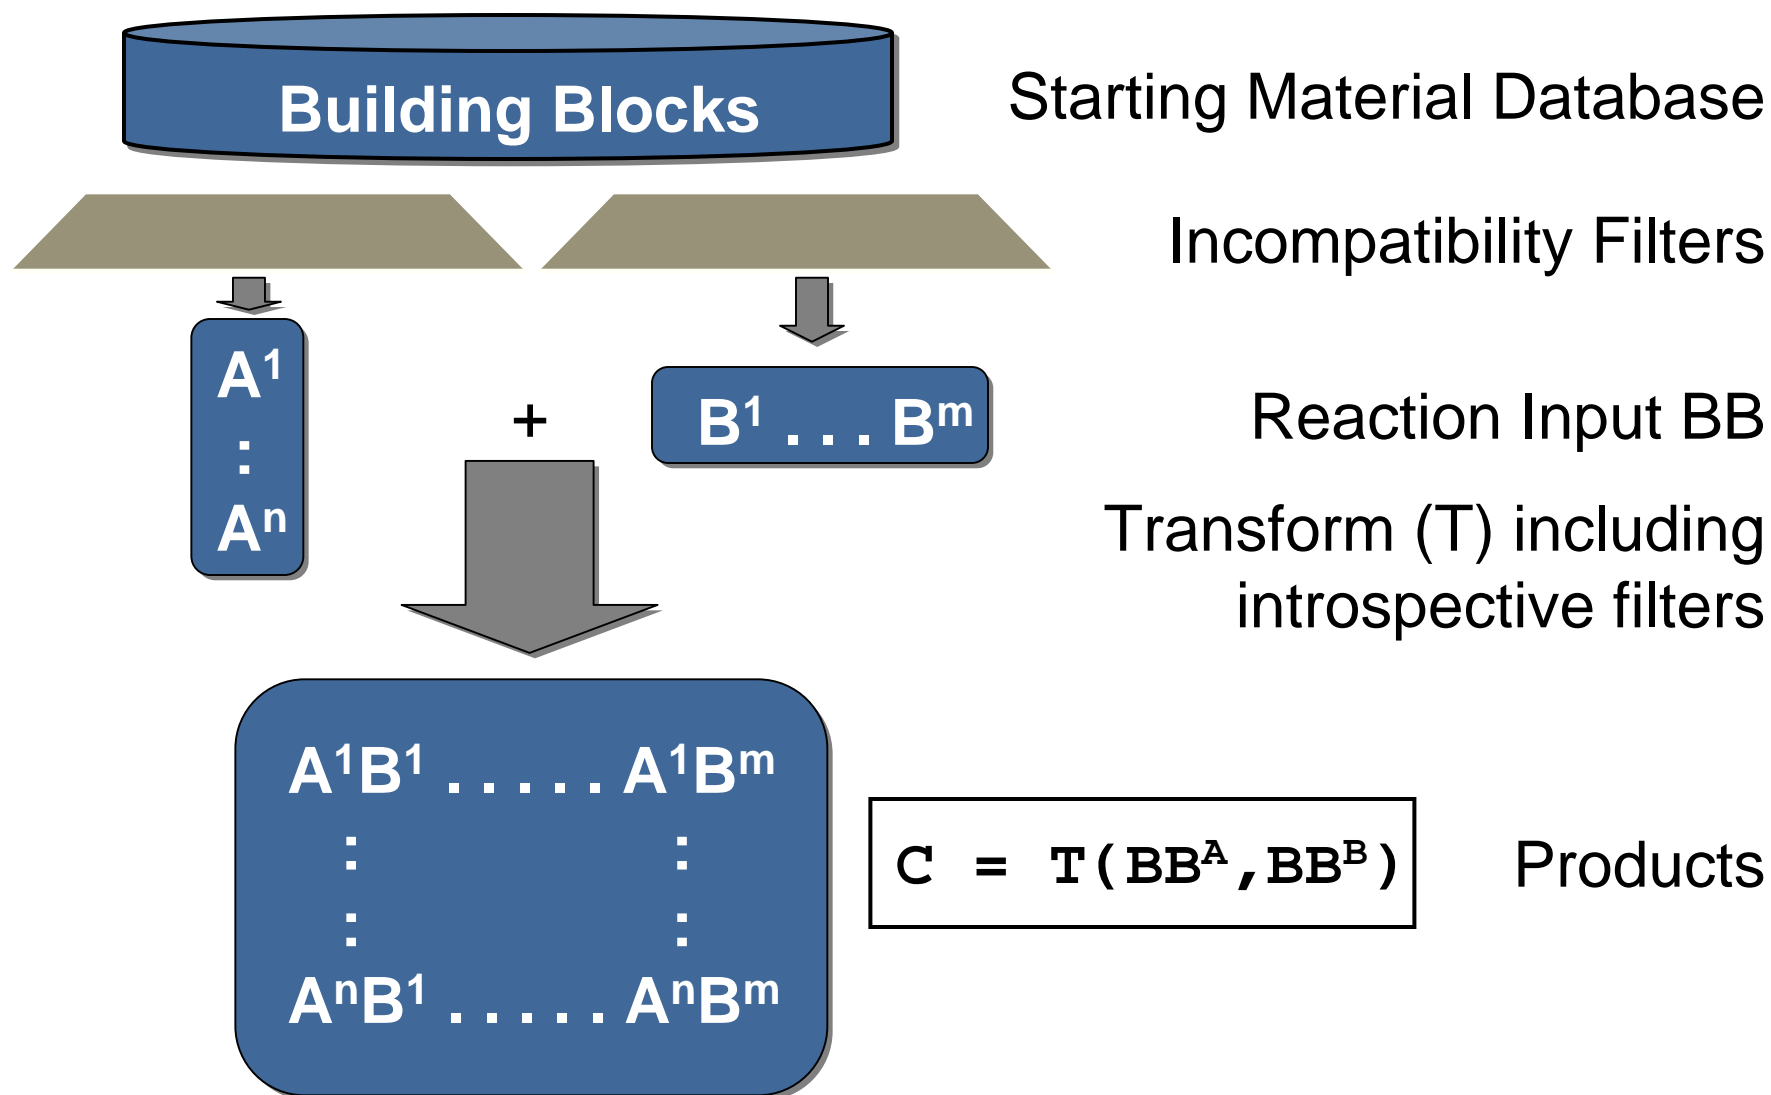 Building Blocks
Starting Material Database
Incompatibility Filters
A¹
:
Aⁿ
+
B¹ . . . Bᵐ
Reaction Input BB
Transform (T) including
introspective filters
A¹B¹ . . . . . A¹Bᵐ
: :
: :
AⁿB¹ . . . . . AⁿBᵐ
C = T(BBᴬ,BBᴮ)
Products